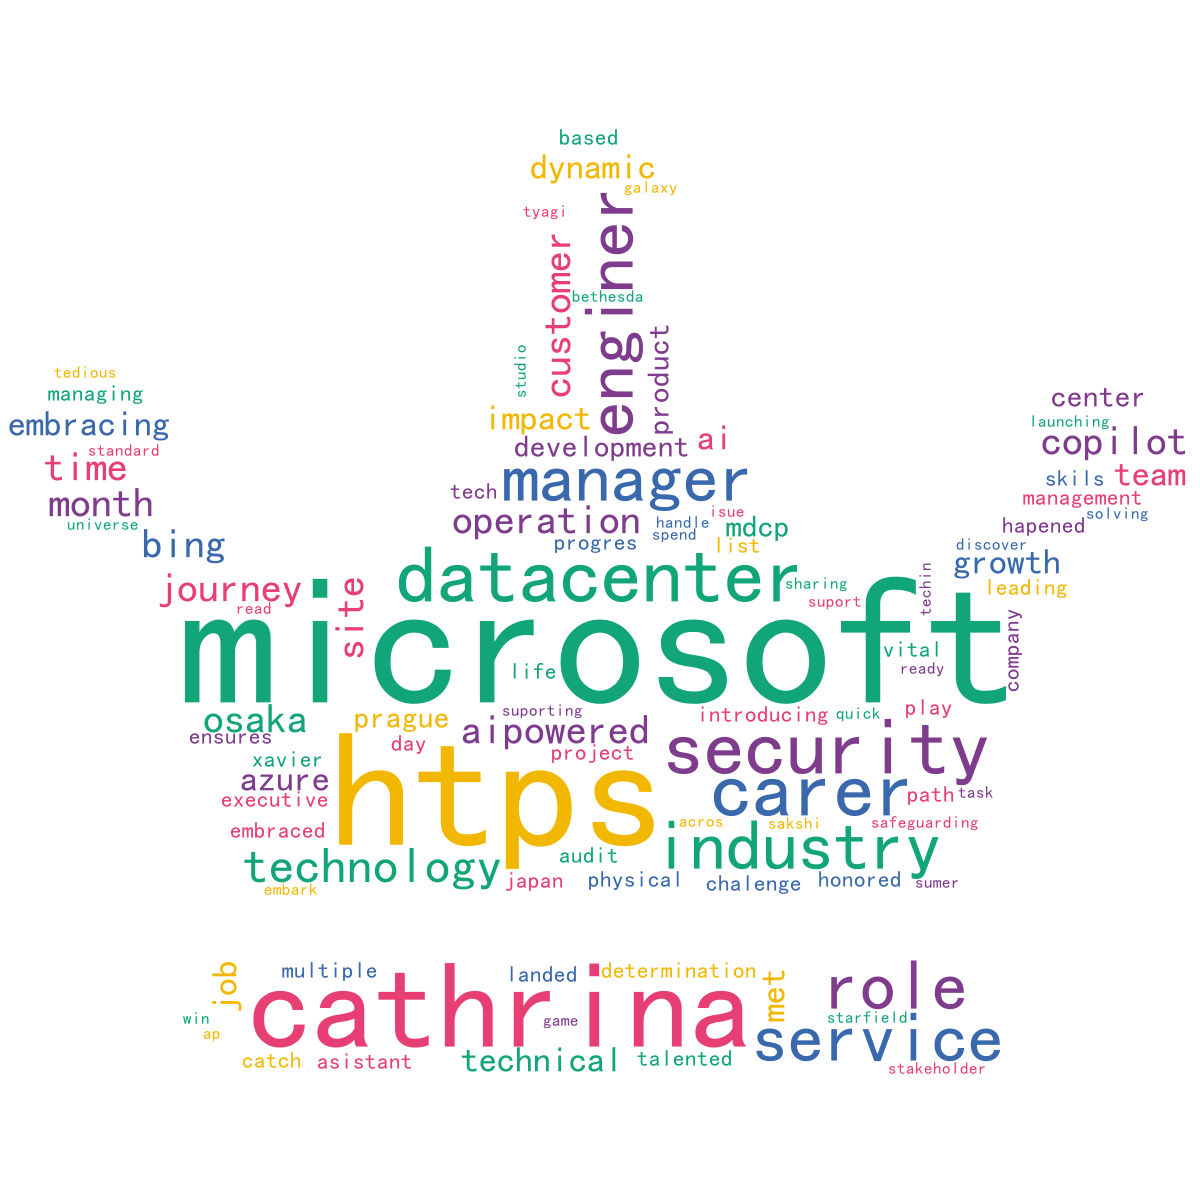 based
dynamic
galaxy
tyagi
enginer
customer
bethesda
product
studio
impact
development
ai
manager
tech
isue
operation
handle
mdcp
spend
progres
list
tedious
managing
embracing
standard
time
month
universe
bing
center
launching
copilot
skils
team
management
solving
hapened
discover
growth
leading
journey
read
site
datacenter
sharing
suport
techin
company
microsoft
life
vital
ready
osaka
ensures
prague
suporting
aipowered
introducing
quick
play
day
project
security
xavier
azure
executive
embraced
htps
carer
path
task
acros
sakshi
safeguarding
technology
audit
industry
embark
japan
physical
chalenge
honored
sumer
job
multiple
landed
determination
met
role
win
ap
cathrina
game
starfield
service
catch
asistant
technical
talented
stakeholder